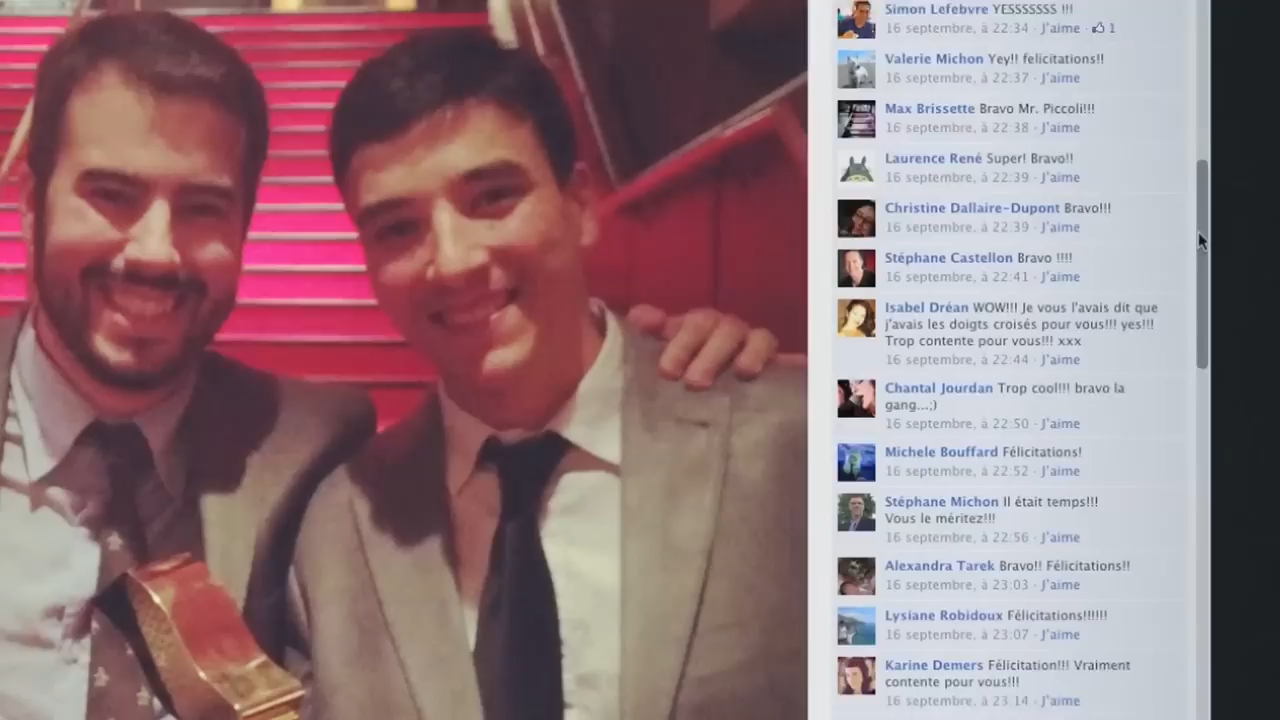 Simon Lefebvre YESSSSSSS !!!
16 septembre, à 22:34 · J'aime · 1
Valerie Michon Yey!! felicitations!!
16 septembre, à 22:37 · J'aime
Max Brissette Bravo Mr. Piccoli!!!
16 septembre, à 22:38 · J'aime
Laurence René Super! Bravo!!
16 septembre, à 22:39 · J'aime
Christine Dallaire-Dupont Bravo!!!
16 septembre, à 22:39 · J'aime
Stéphane Castellon Bravo !!!!
16 septembre, à 22:41 · J'aime
Isabel Dréan WOW!!! Je vous l'avais dit que
j'avais les doigts croisés pour vous!!! yes!!!
Trop contente pour vous!!! xxx
16 septembre, à 22:44 · J'aime
Chantal Jourdan Trop cool!!! bravo la
gang...;)
16 septembre, à 22:50 · J'aime
Michele Bouffard Félicitations!
16 septembre, à 22:52 · J'aime
Stéphane Michon Il était temps!!!
Vous le méritez!!!
16 septembre, à 22:56 · J'aime
Alexandra Tarek Bravo!! Félicitations!!
16 septembre, à 23:03 · J'aime
Lysiane Robidoux Félicitations!!!!!!
16 septembre, à 23:07 · J'aime
Karine Demers Félicitation!!! Vraiment
contente pour vous!!!
16 septembre, à 23:14 · J'aime